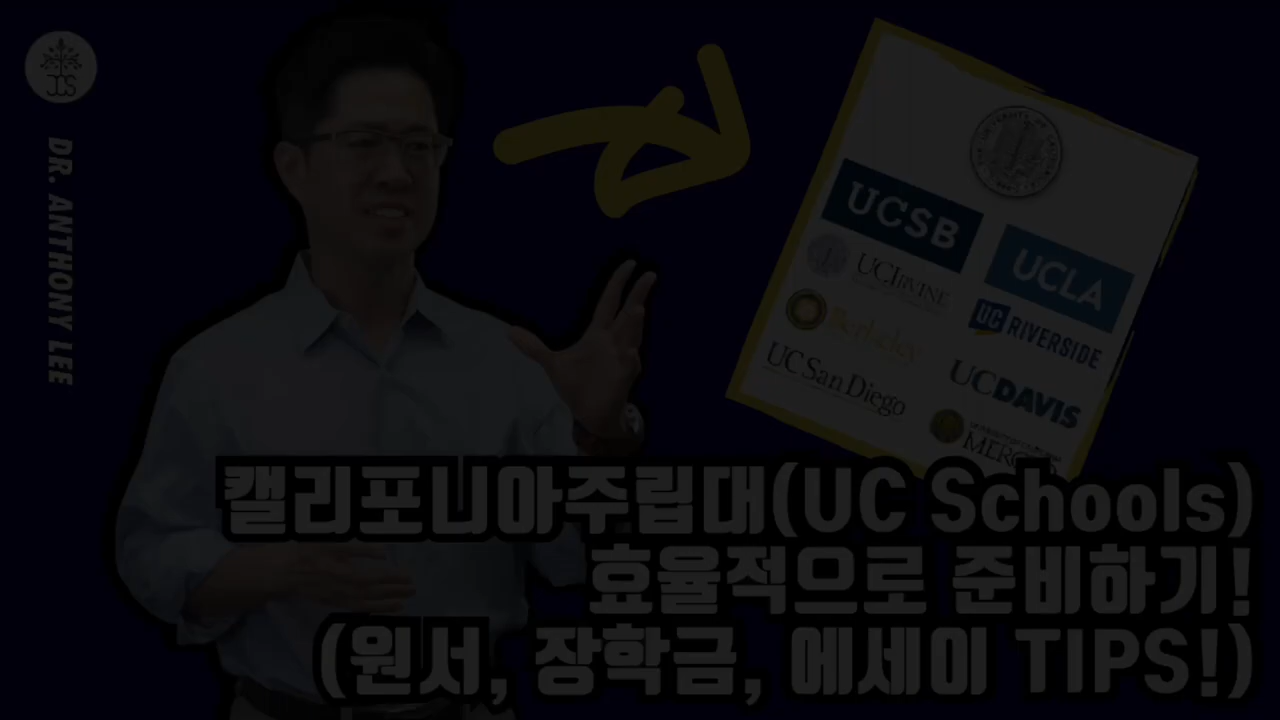 JCS
DR. ANTHONY LEE
UCSB
UCLA
UCIRVINE
UC RIVERSIDE
Berkeley
UC San Diego
UCDAVIS
캘리포니아주립대(UC Schools)
효율적으로 준비하기!
(원서, 장학금, 에세이 TIPS!)